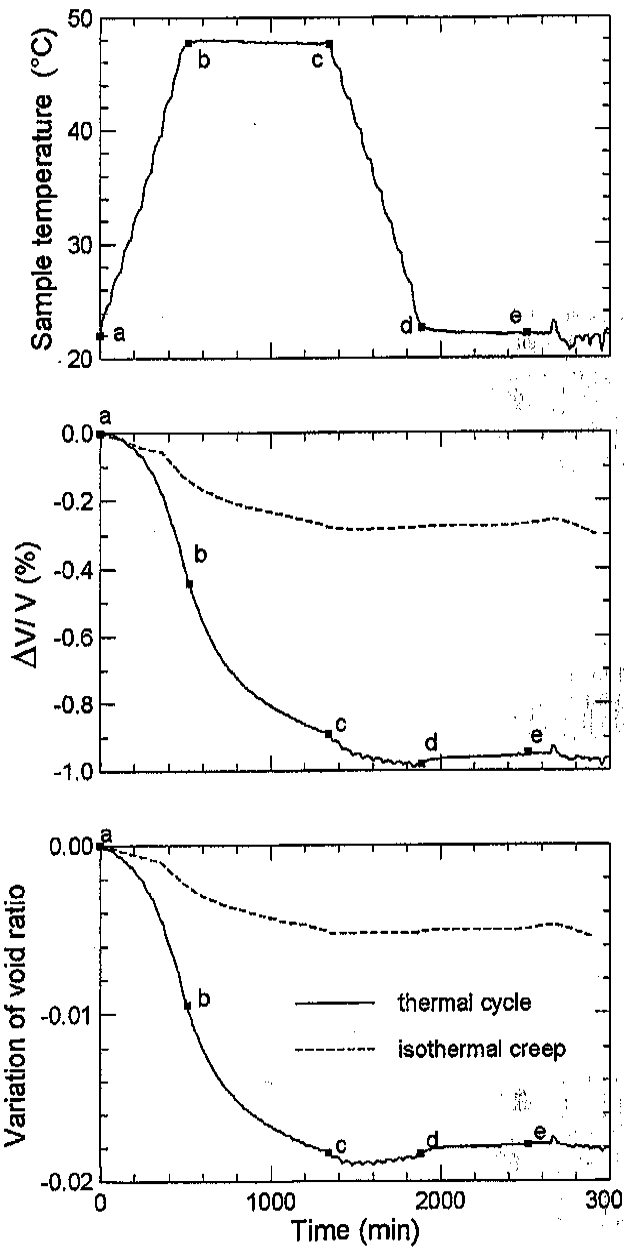 50
40
30
20
Sample temperature (°C)
a
b
c
d
e
0.0
-0.2
-0.4
-0.6
-0.8
-1.0
ΔV/ V (%)
a
b
c
d
e
0.00
-0.01
-0.02
Variation of void ratio
a
b
c
d
e
thermal cycle
isothermal creep
0
1000
2000
300
Time (min)